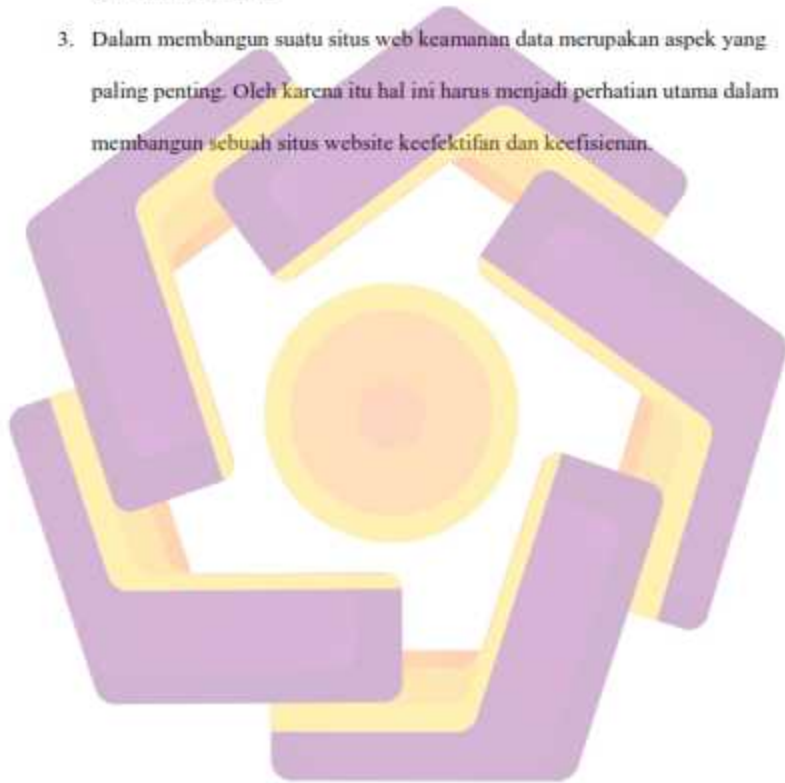 3. Dalam membangun suatu situs web keamanan data merupakan aspek yang
paling penting. Oleh karena itu hal ini harus menjadi perhatian utama dalam
membangun sebuah situs website keefektifan dan keefisienan.